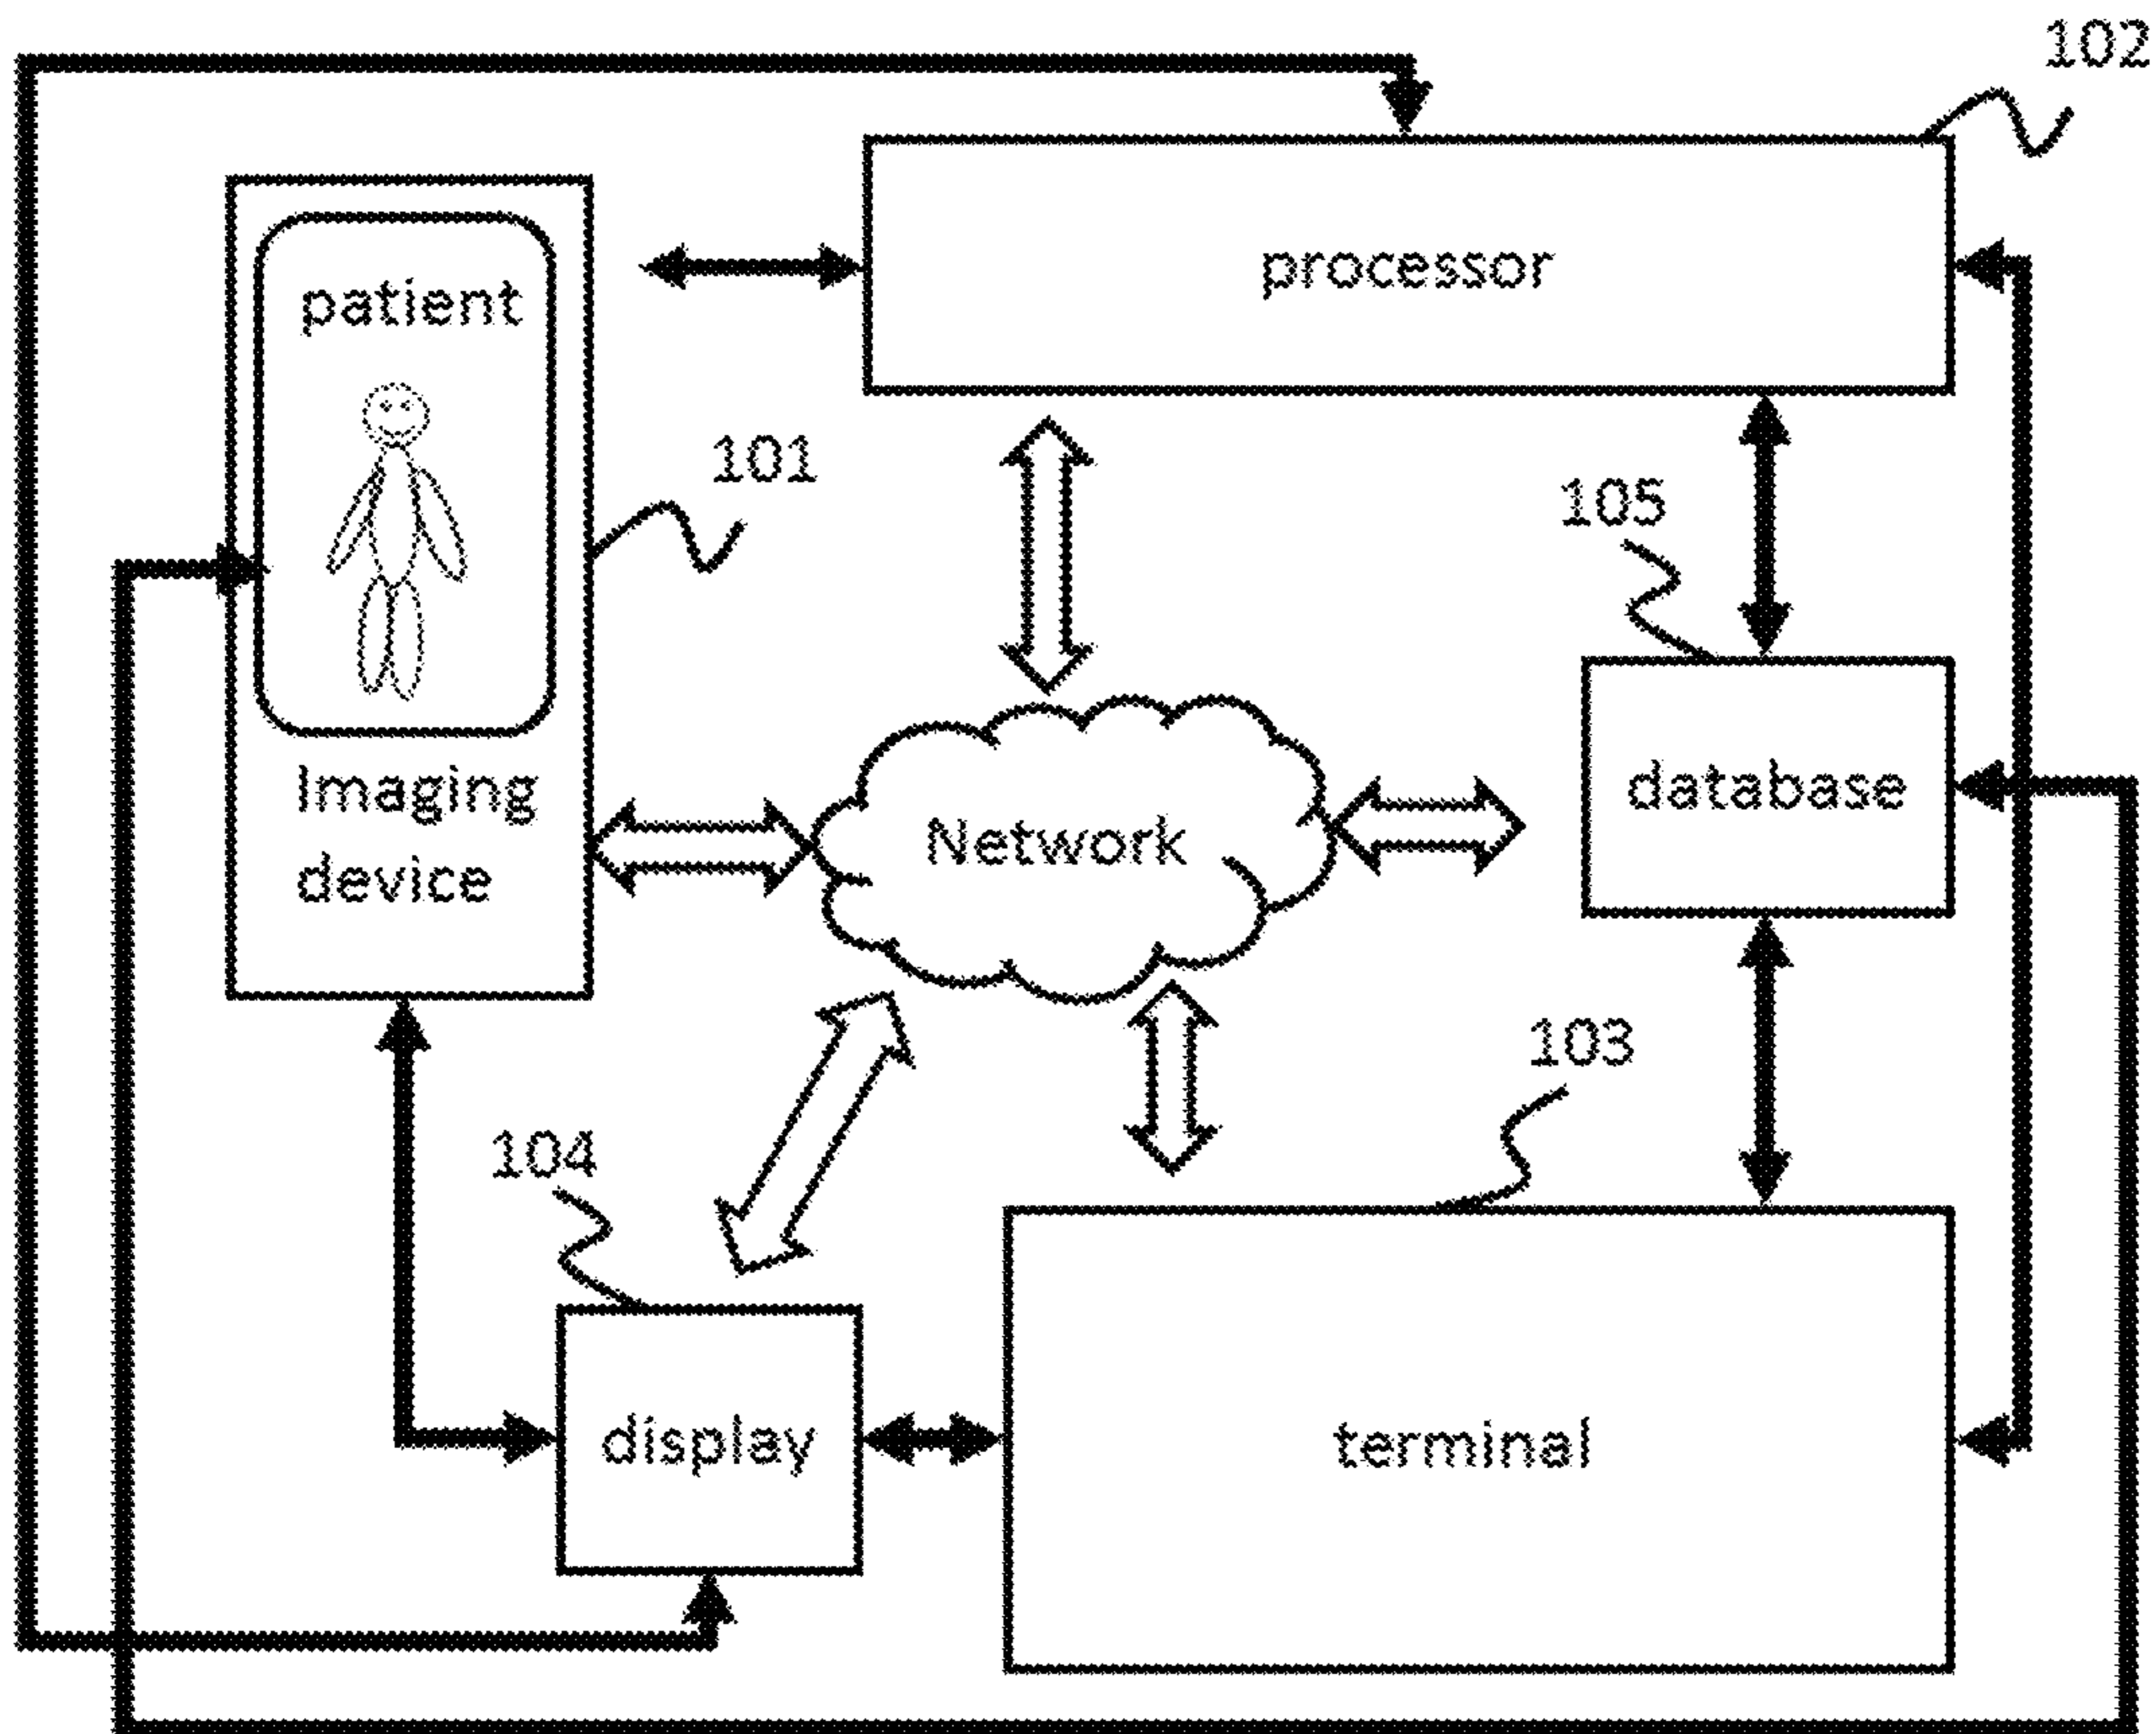 102
processor
patient
101
105
Imaging
device
Network
database
103
104
display
terminal